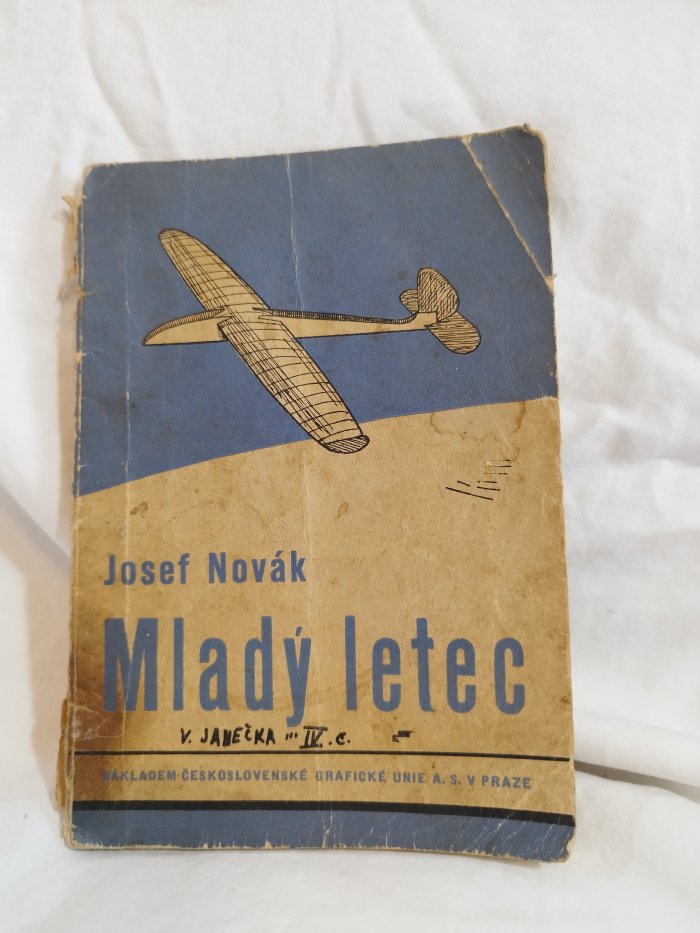 Josef Novák
Mladý letec
V. JANEČKA ''' IV. C.
NÁKLADEM·ČESKOSLOVENSKÉ GRAFICKÉ UNIE A. S. V PRAZE